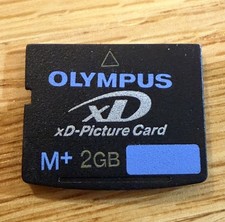 OLYMPUS
xD
xD-Picture Card
M+ 2GB